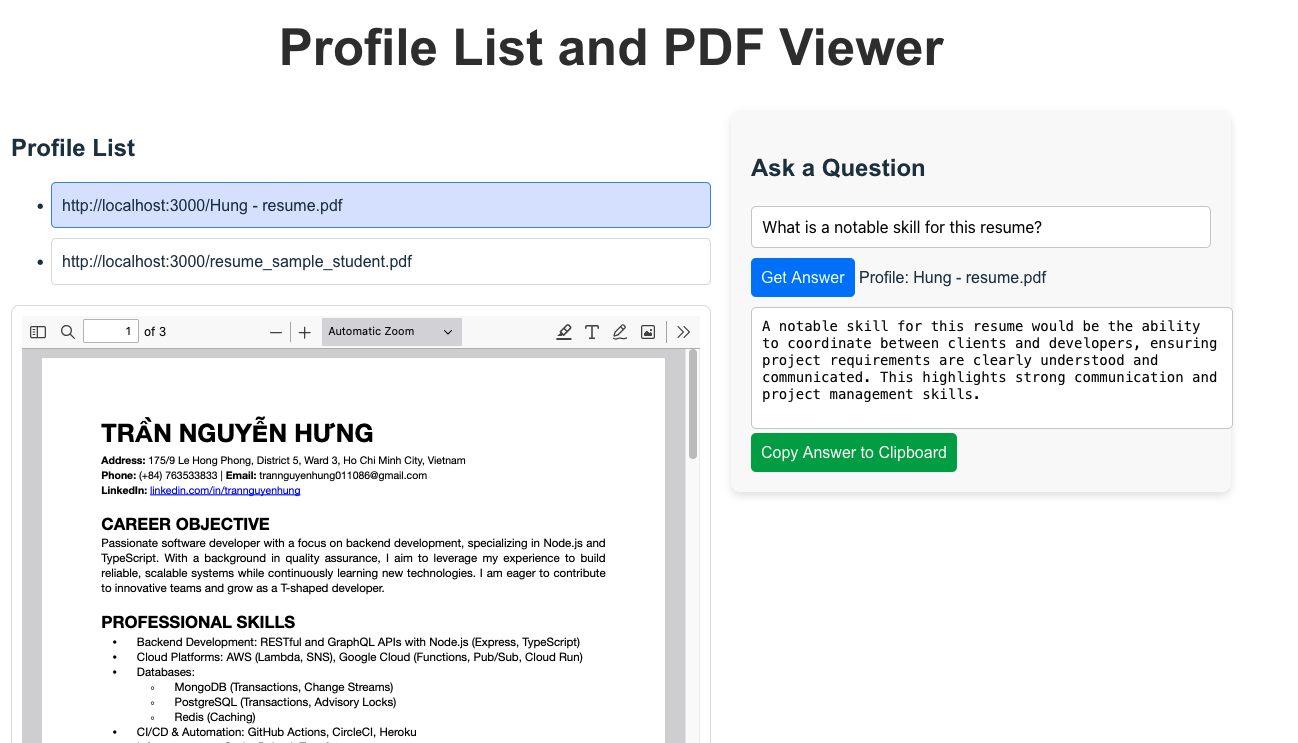 Profile List and PDF Viewer
Profile List
• http://localhost:3000/Hung - resume.pdf
• http://localhost:3000/resume_sample_student.pdf
1 of 3
Automatic Zoom
TRẦN NGUYỄN HƯNG
Address: 175/9 Le Hong Phong, District 5, Ward 3, Ho Chi Minh City, Vietnam
Phone: (+84) 763533833 | Email: trannguyenhung011086@gmail.com
LinkedIn: linkedin.com/in/trannguyenhung
CAREER OBJECTIVE
Passionate software developer with a focus on backend development, specializing in Node.js and
TypeScript. With a background in quality assurance, I aim to leverage my experience to build
reliable, scalable systems while continuously learning new technologies. I am eager to contribute
to innovative teams and grow as a T-shaped developer.
PROFESSIONAL SKILLS
• Backend Development: RESTful and GraphQL APIs with Node.js (Express, TypeScript)
• Cloud Platforms: AWS (Lambda, SNS), Google Cloud (Functions, Pub/Sub, Cloud Run)
• Databases:
◦ MongoDB (Transactions, Change Streams)
◦ PostgreSQL (Transactions, Advisory Locks)
◦ Redis (Caching)
• CI/CD & Automation: GitHub Actions, CircleCI, Heroku
Ask a Question
What is a notable skill for this resume?
Get Answer Profile: Hung - resume.pdf
A notable skill for this resume would be the ability
to coordinate between clients and developers, ensuring
project requirements are clearly understood and
communicated. This highlights strong communication and
project management skills.
Copy Answer to Clipboard